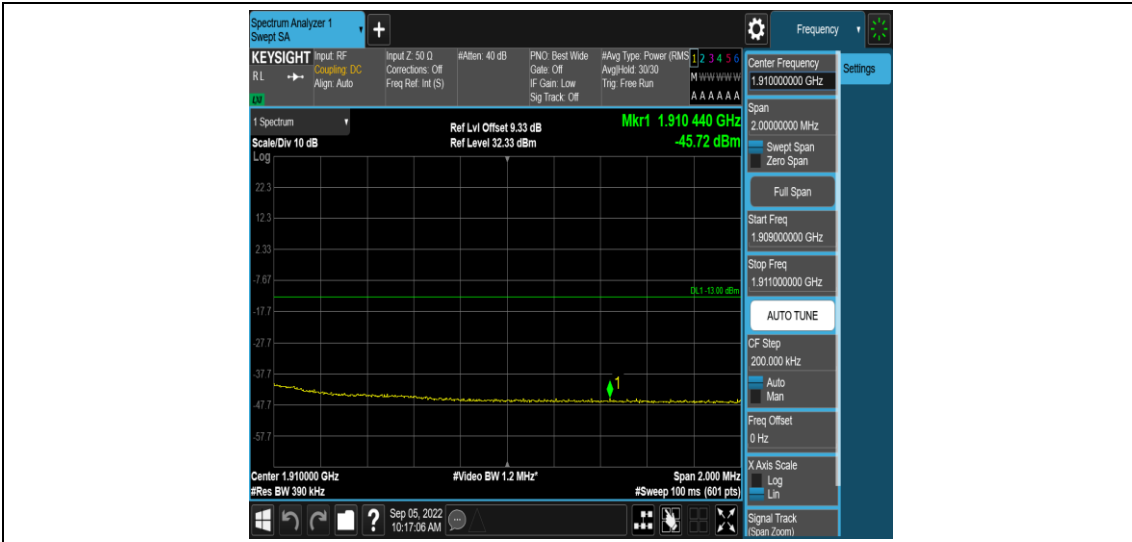 Spectrum Analyzer 1
Swept SA
+
Frequency
KEYSIGHT
RL
LXI
Input: RF
Coupling: DC
Align: Auto
Input Z: 50 Ω
Corrections: Off
Freq Ref: Int (S)
#Atten: 40 dB
PNO: Best Wide
Gate: Off
IF Gain: Low
Sig Track: Off
#Avg Type: Power (RMS
Avg|Hold: 30/30
Trig: Free Run
1 2 3 4 5 6
M W W W W W
A A A A A A
1 Spectrum
Scale/Div 10 dB
Log
Ref Lvl Offset 9.33 dB
Ref Level 32.33 dBm
Mkr1 1.910 440 GHz
-45.72 dBm
22.3
12.3
2.33
-7.67
DL1 -13.00 dBm
-17.7
-27.7
-37.7
1
-47.7
-57.7
Center 1.910000 GHz
#Res BW 390 kHz
#Video BW 1.2 MHz*
Span 2.000 MHz
#Sweep 100 ms (601 pts)
Center Frequency
1.910000000 GHz
Settings
Span
2.00000000 MHz
Swept Span
Zero Span
Full Span
Start Freq
1.909000000 GHz
Stop Freq
1.911000000 GHz
AUTO TUNE
CF Step
200.000 kHz
Auto
Man
Freq Offset
0 Hz
X Axis Scale
Log
Lin
Signal Track
(Span Zoom)
?
Sep 05, 2022
10:17:06 AM